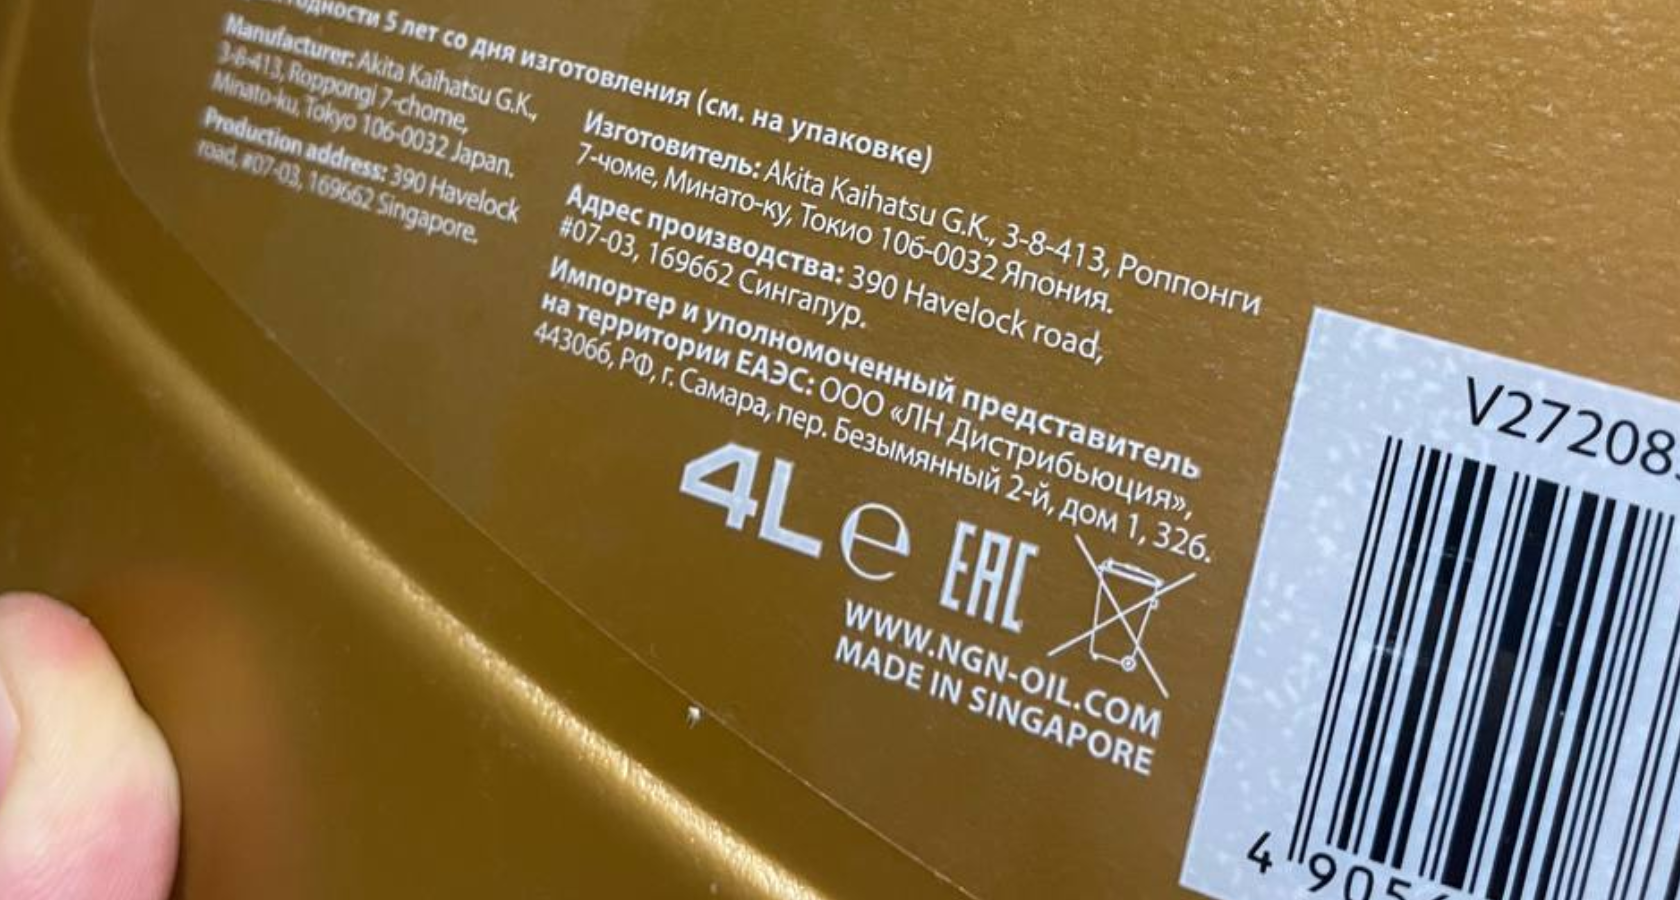 годности 5 лет со дня изготовления (см. на упаковке)
Manufacturer: Akita Kaihatsu G.K.,
3-8-413, Roppongi 7-chome,
Minato-ku, Tokyo 106-0032 Japan.
Production address: 390 Havelock
road, #07-03, 169662 Singapore.
Изготовитель: Akita Kaihatsu G.K., 3-8-413, Роппонги
7-чоме, Минато-ку, Токио 106-0032 Япония.
Адрес производства: 390 Havelock road,
#07-03, 169662 Сингапур.
Импортер и уполномоченный представитель
на территории ЕАЭС: ООО «ЛН Дистрибьюция»,
443066, РФ, г. Самара, пер. Безымянный 2-й, дом 1, 326.
4L e EAC
WWW.NGN-OIL.COM
MADE IN SINGAPORE
V27208
4 905